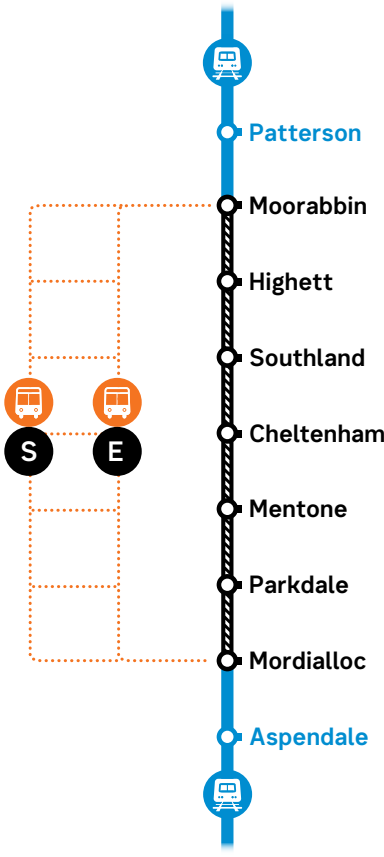 Patterson
Moorabbin
Highett
Southland
Cheltenham
S E
Mentone
Parkdale
Mordialloc
Aspendale